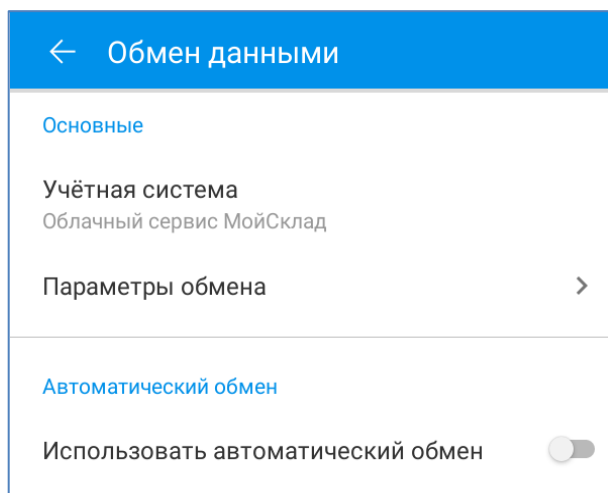 Обмен данными
Основные
Учётная система
Облачный сервис МойСклад
Параметры обмена
Автоматический обмен
Использовать автоматический обмен